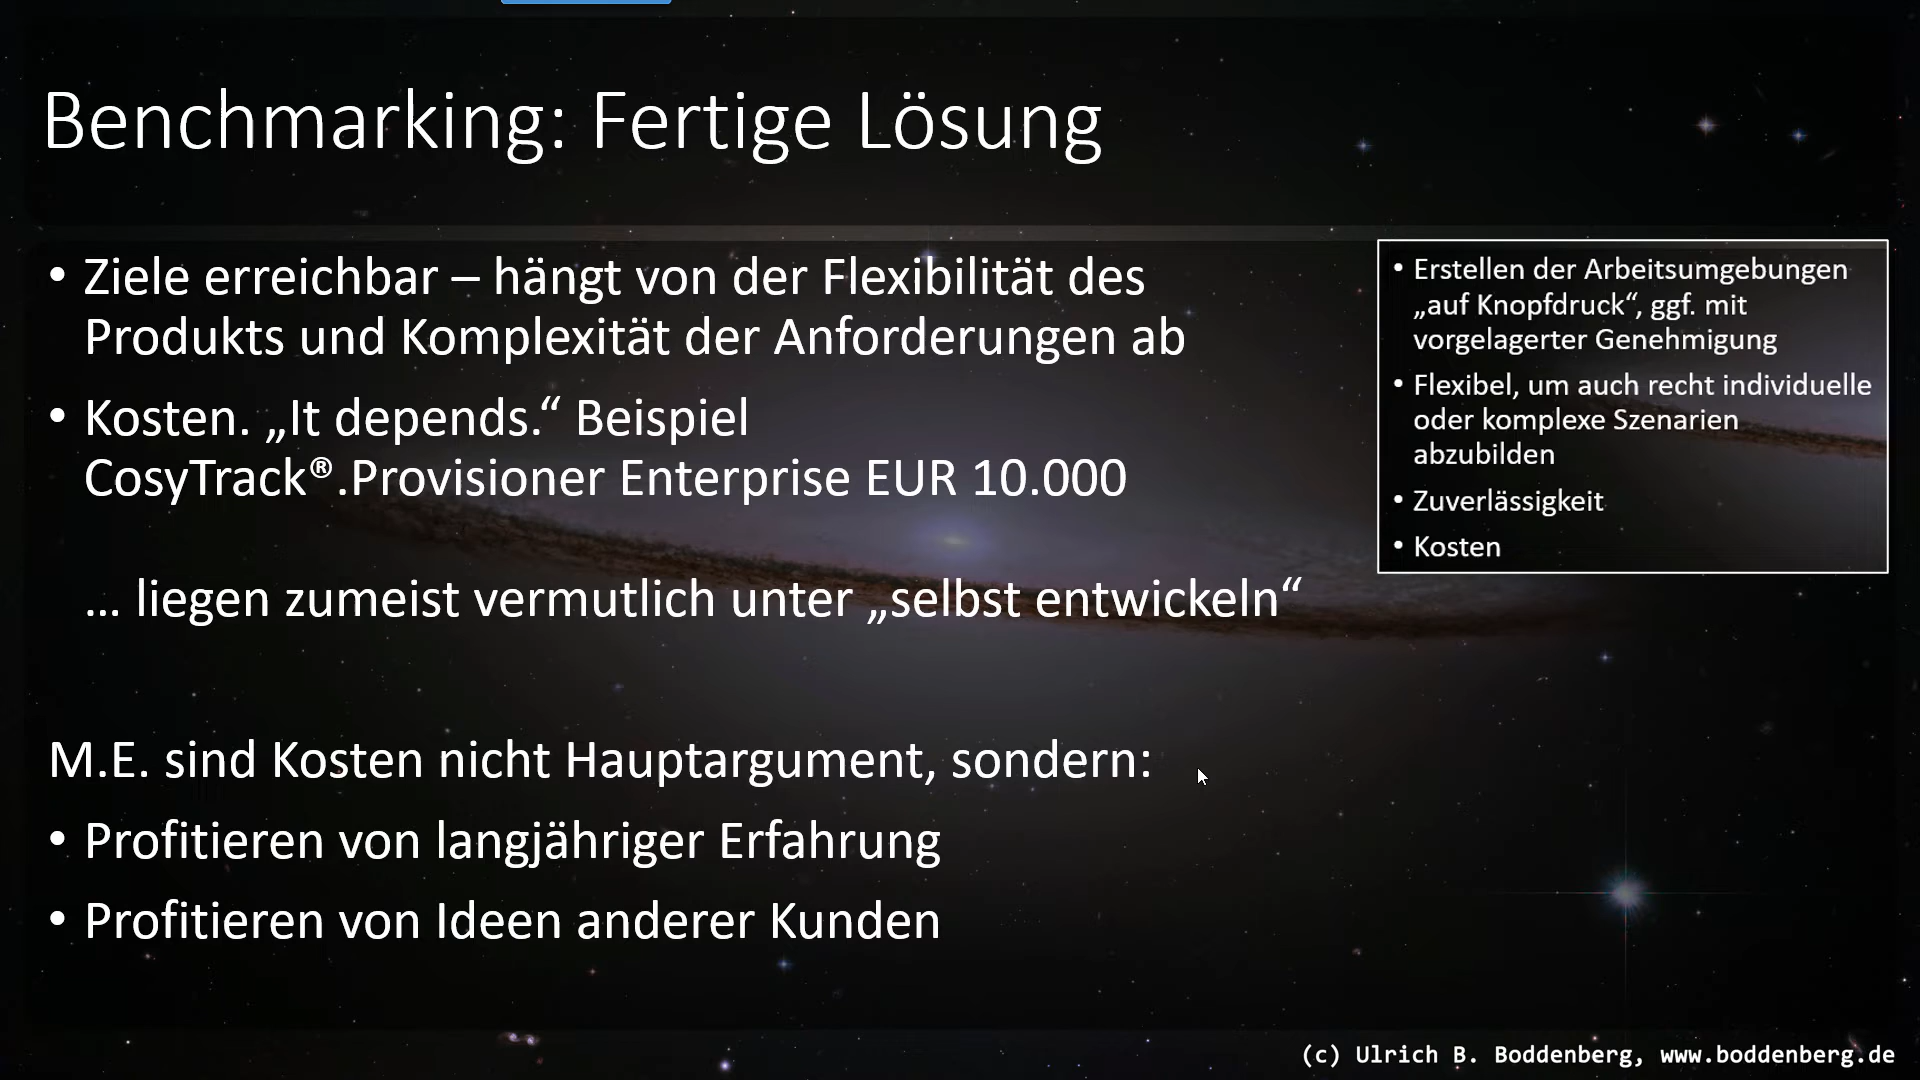 Benchmarking: Fertige Lösung
• Ziele erreichbar – hängt von der Flexibilität des
Produkts und Komplexität der Anforderungen ab
• Kosten. „It depends.“ Beispiel
CosyTrack®.Provisioner Enterprise EUR 10.000
… liegen zumeist vermutlich unter „selbst entwickeln“
M.E. sind Kosten nicht Hauptargument, sondern:
• Profitieren von langjähriger Erfahrung
• Profitieren von Ideen anderer Kunden
• Erstellen der Arbeitsumgebungen
„auf Knopfdruck“, ggf. mit
vorgelagerter Genehmigung
• Flexibel, um auch recht individuelle
oder komplexe Szenarien
abzubilden
• Zuverlässigkeit
• Kosten
(c) Ulrich B. Boddenberg, www.boddenberg.de